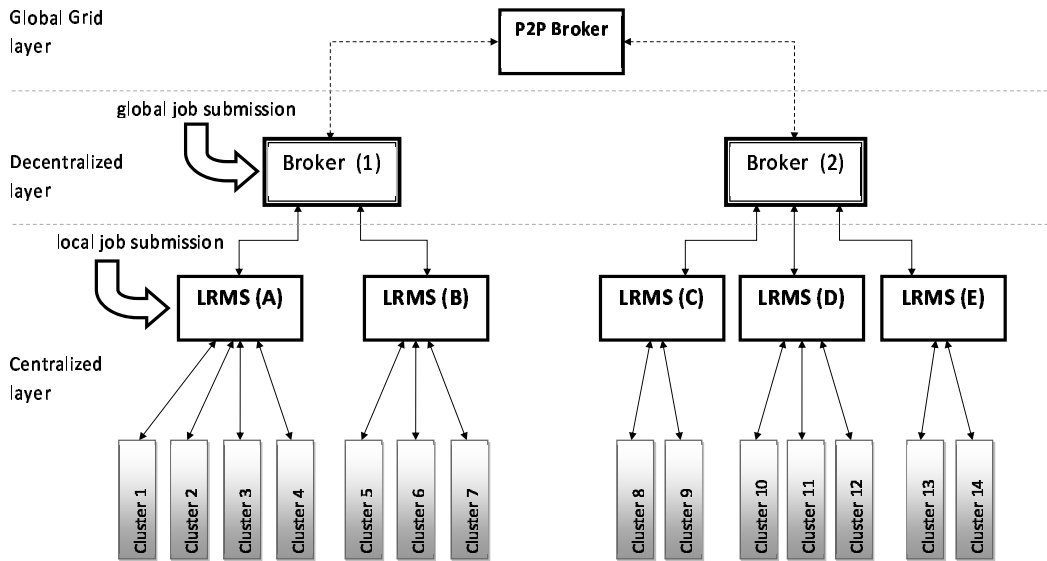 Global Grid
layer
P2P Broker
global job submission
Decentralized
layer
Broker (1)
Broker (2)
local job submission
LRMS (A)
LRMS (B)
LRMS (C)
LRMS (D)
LRMS (E)
Centralized
layer
Cluster 1
Cluster 2
Cluster 3
Cluster 4
Cluster 5
Cluster 6
Cluster 7
Cluster 8
Cluster 9
Cluster 10
Cluster 11
Cluster 12
Cluster 13
Cluster 14